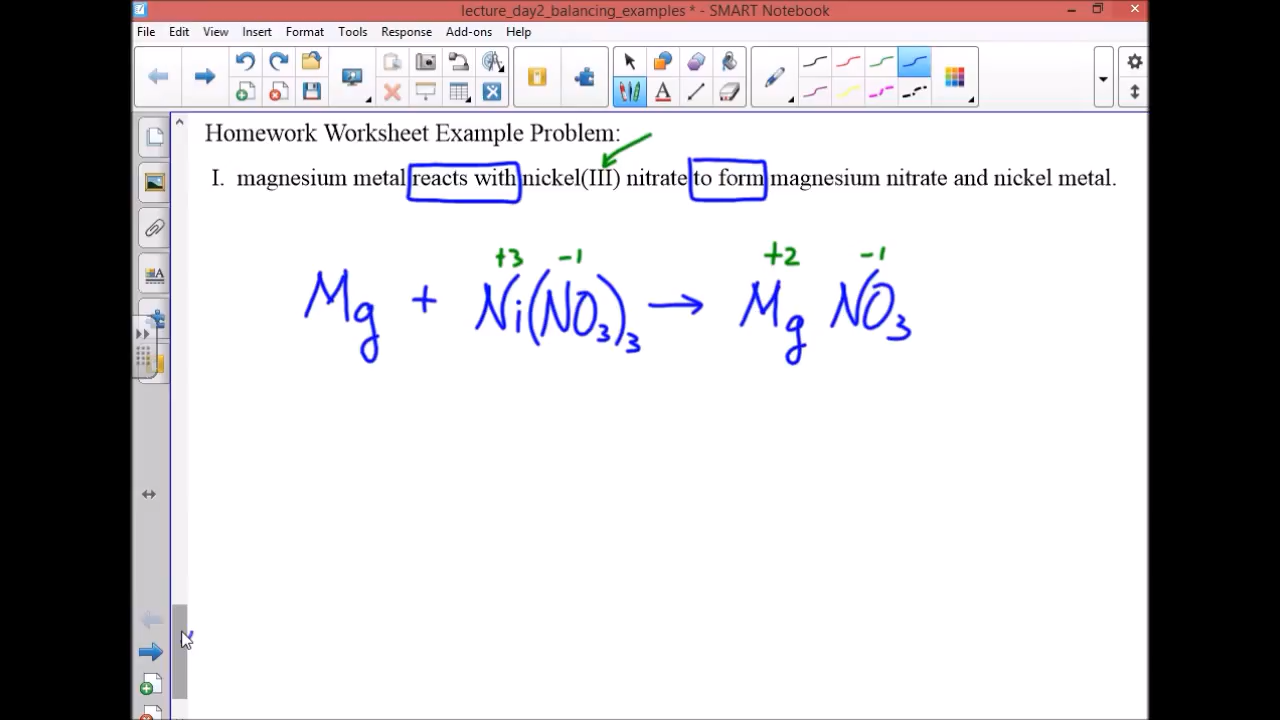 lecture_day2_balancing_examples * - SMART Notebook
File Edit View Insert Format Tools Response Add-ons Help
Homework Worksheet Example Problem:
I. magnesium metal reacts with nickel(III) nitrate to form magnesium nitrate and nickel metal.
+3 -1 +2 -1
Mg + Ni(NO₃)₃ → Mg NO₃